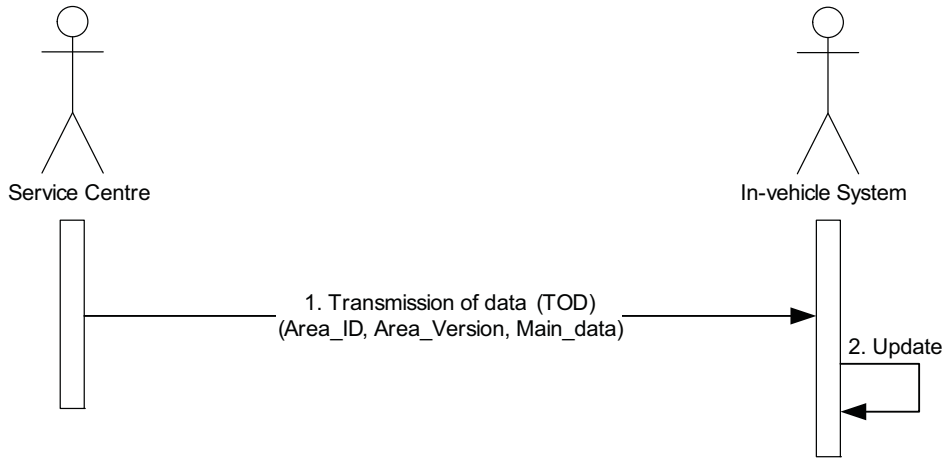 Service Centre
In-vehicle System
1. Transmission of data (TOD)
(Area_ID, Area_Version, Main_data)
2. Update